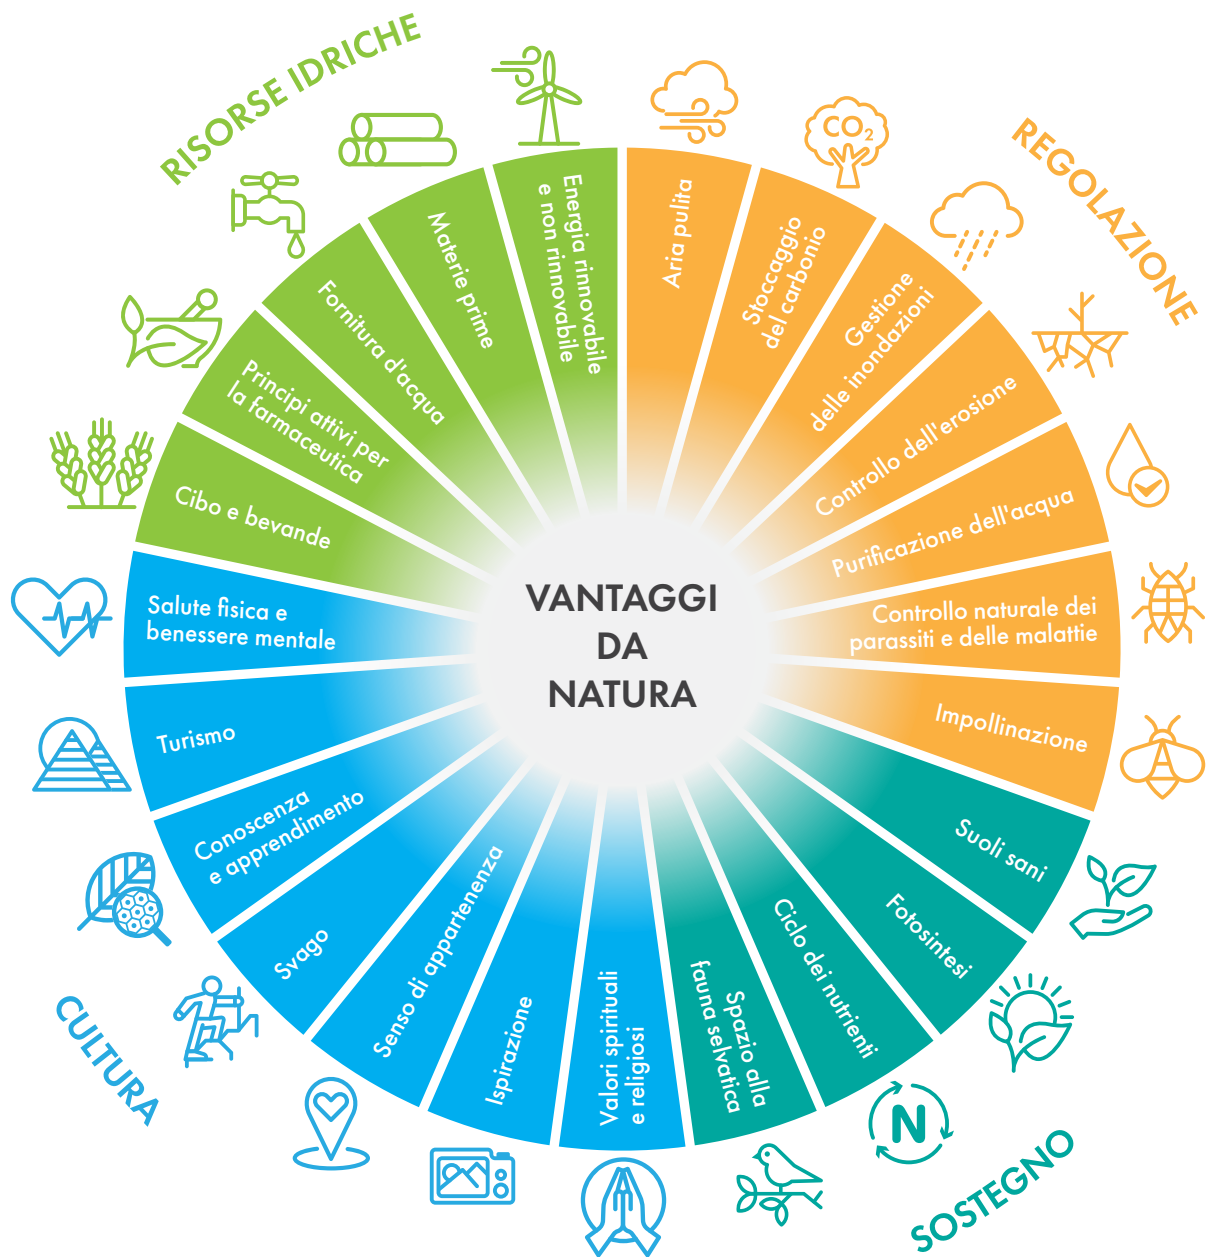 RISORSE IDRICHE
REGOLAZIONE
SOSTEGNO
CULTURA
VANTAGGI
DA
NATURA
CO2
Aria pulita
Stoccaggio
del carbonio
Gestione
delle inondazioni
Controllo dell'erosione
Purificazione dell'acqua
Controllo naturale dei
parassiti e delle malattie
Impollinazione
Suoli sani
Fotosintesi
Ciclo dei nutrienti
N
Spazio alla
fauna selvatica
Valori spirituali
e religiosi
Ispirazione
Senso di appartenenza
Svago
Conoscenza
e apprendimento
Turismo
Salute fisica e
benessere mentale
Cibo e bevande
Principi attivi per
la farmaceutica
Fornitura d'acqua
Materie prime
Energia rinnovabile
e non rinnovabile